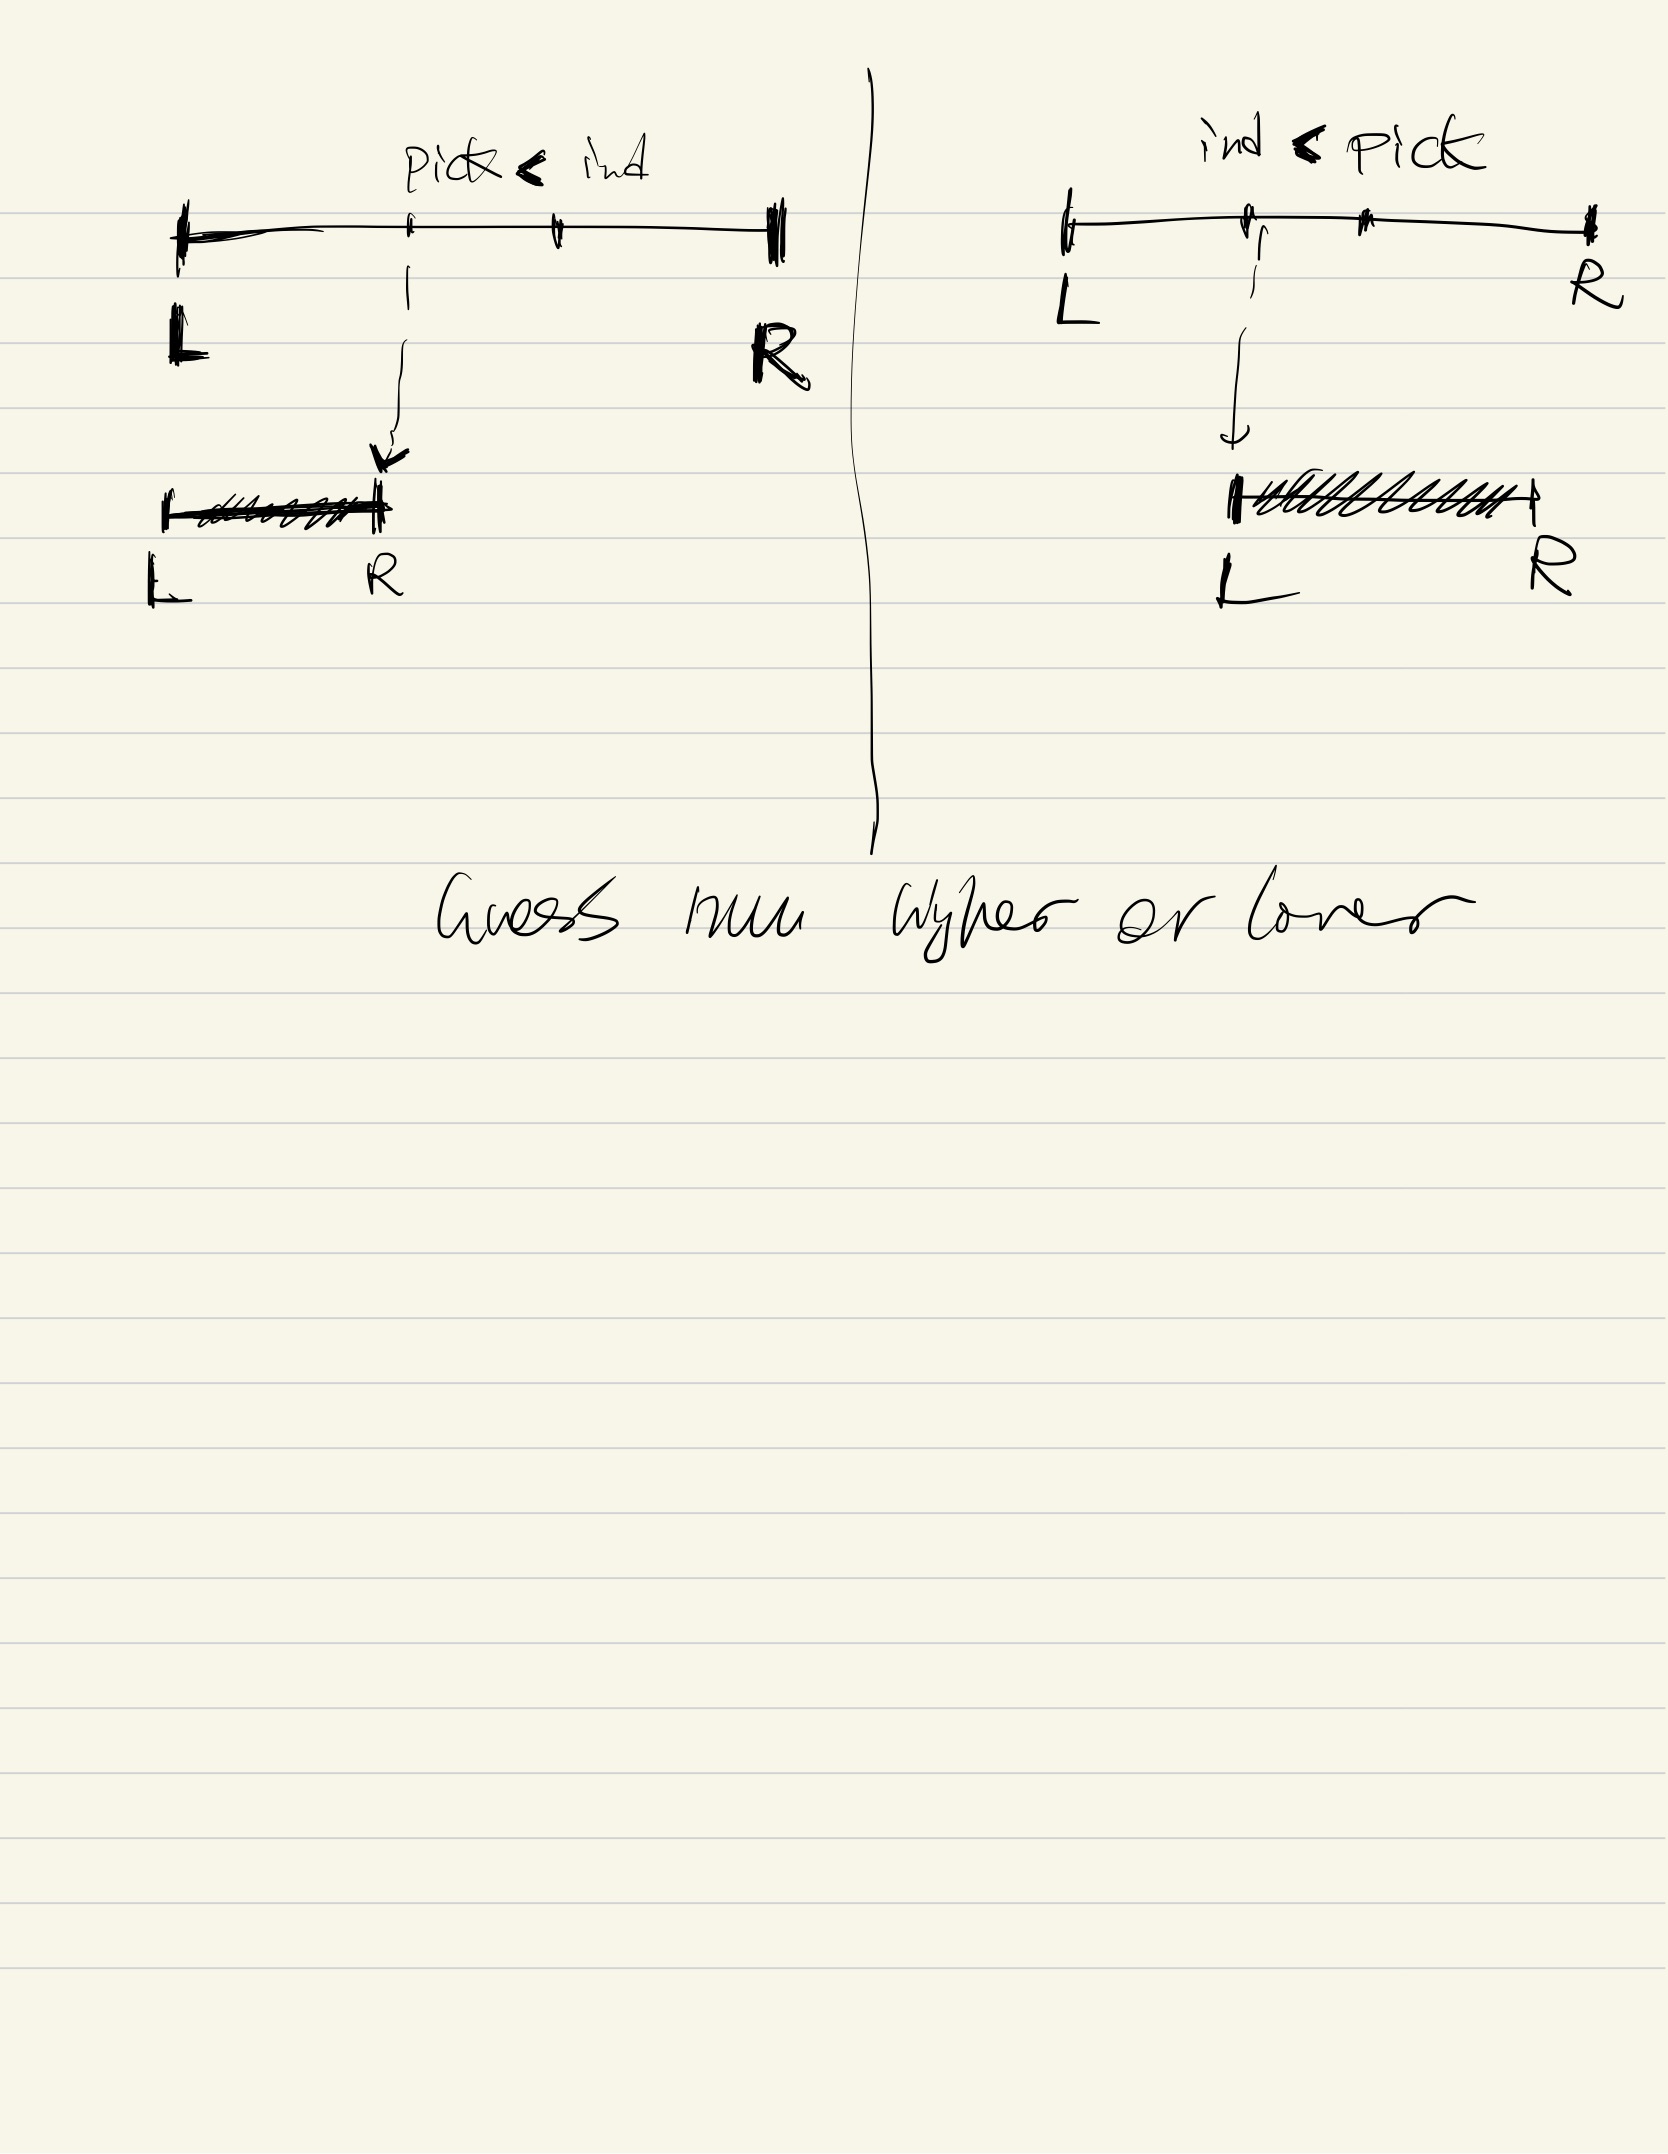 pick < ind
L R
L R
ind < pick
L R
L R
Guess num higher or lower